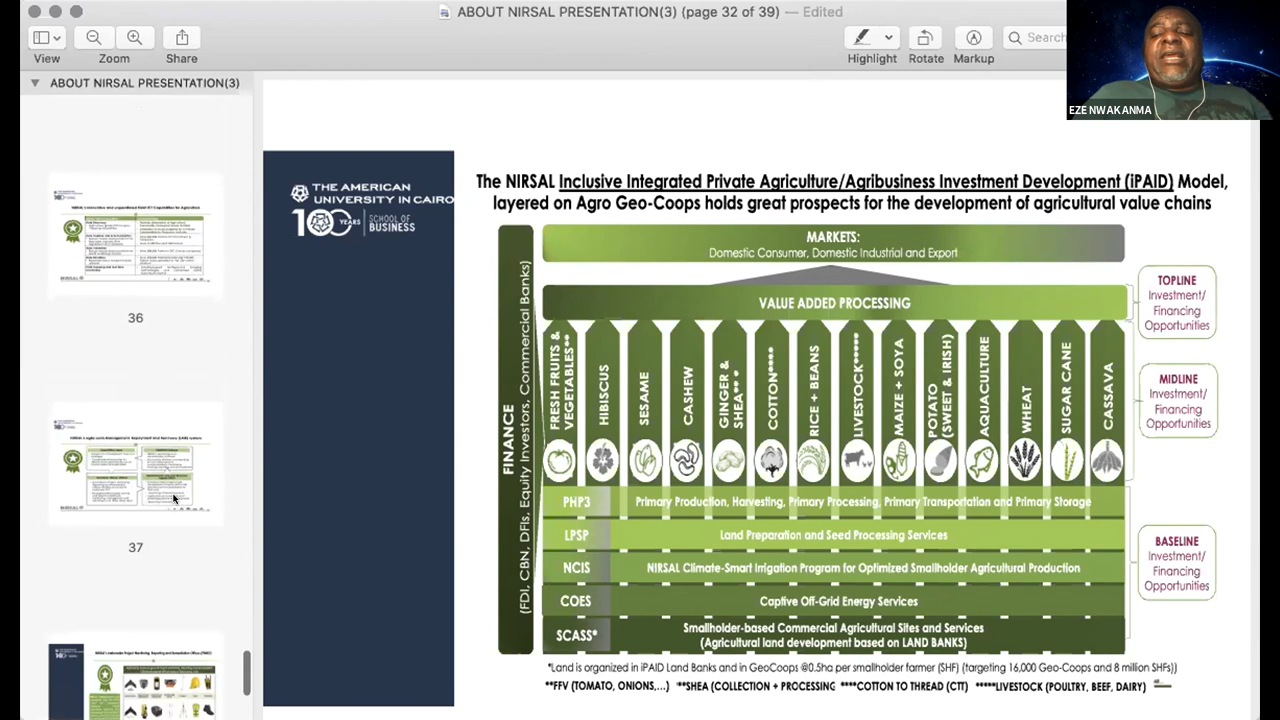 ABOUT NIRSAL PRESENTATION(3) (page 32 of 39) — Edited
View
Zoom
Share
Highlight
Rotate
Markup
Search
EZE NWAKANMA
ABOUT NIRSAL PRESENTATION(3)
36
37
THE AMERICAN
UNIVERSITY IN CAIRO
100 YEARS
SCHOOL OF
BUSINESS
The NIRSAL Inclusive Integrated Private Agriculture/Agribusiness Investment Development (iPAID) Model,
layered on Agro Geo-Coops holds great prospects for the development of agricultural value chains
FINANCE
(FDI, CBN, DFIs, Equity Investors, Commercial Banks)
MARKETS:
Domestic Consumer, Domestic Industrial and Export
VALUE ADDED PROCESSING
FRESH FRUITS &
VEGETABLES**
HIBISCUS
SESAME
CASHEW
GINGER &
SHEA** *
COTTON****
RICE + BEANS
LIVESTOCK*****
MAIZE + SOYA
POTATO
(SWEET & IRISH)
AQUACULTURE
WHEAT
SUGAR CANE
CASSAVA
PHP3
Primary Production, Harvesting, Primary Processing, Primary Transportation and Primary Storage
LPSP
Land Preparation and Seed Processing Services
NCIS
NIRSAL Climate-Smart Irrigation Program for Optimized Smallholder Agricultural Production
COES
Captive Off-Grid Energy Services
SCASS*
Smallholder-based Commercial Agricultural Sites and Services
(Agricultural land development based on LAND BANKS)
TOPLINE
Investment/
Financing
Opportunities
MIDLINE
Investment/
Financing
Opportunities
BASELINE
Investment/
Financing
Opportunities
*Land is organized in iPAID Land Banks and in GeoCoops @0.5ha per smallholder farmer (SHF) (targeting 16,000 Geo-Coops and 8 million SHFs))
**FFV (TOMATO, ONIONS,...) **SHEA (COLLECTION + PROCESSING ****COTTON TO THREAD (CTT) *****LIVESTOCK (POULTRY, BEEF, DAIRY)